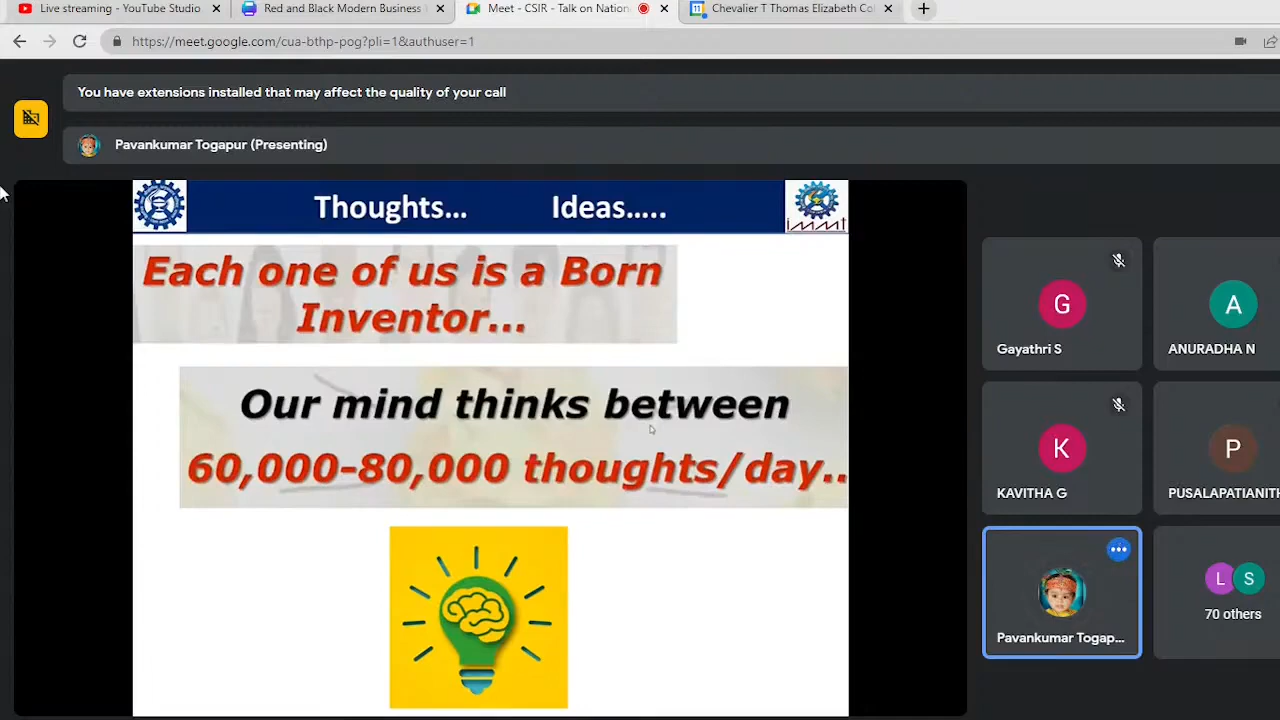 Live streaming - YouTube Studio
Red and Black Modern Business
Meet - CSIR - Talk on Nation
Chevalier T Thomas Elizabeth Co
https://meet.google.com/cua-bthp-pog?pli=1&authuser=1
You have extensions installed that may affect the quality of your call
Pavankumar Togapur (Presenting)
Thoughts... Ideas.....
Each one of us is a Born
Inventor...
Our mind thinks between
60,000-80,000 thoughts/day..
immt
G
Gayathri S
A
ANURADHA N
K
KAVITHA G
P
PUSALAPATIANITH
Pavankumar Togap...
L S
70 others